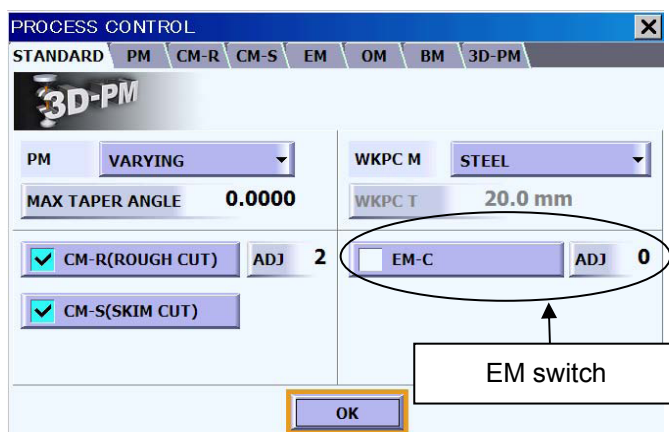 PROCESS CONTROL
STANDARD PM CM-R CM-S EM OM BM 3D-PM
3D-PM
PM VARYING WKPC M STEEL
MAX TAPER ANGLE 0.0000 WKPC T 20.0 mm
CM-R(ROUGH CUT) ADJ 2 EM-C ADJ 0
CM-S(SKIM CUT)
EM switch
OK